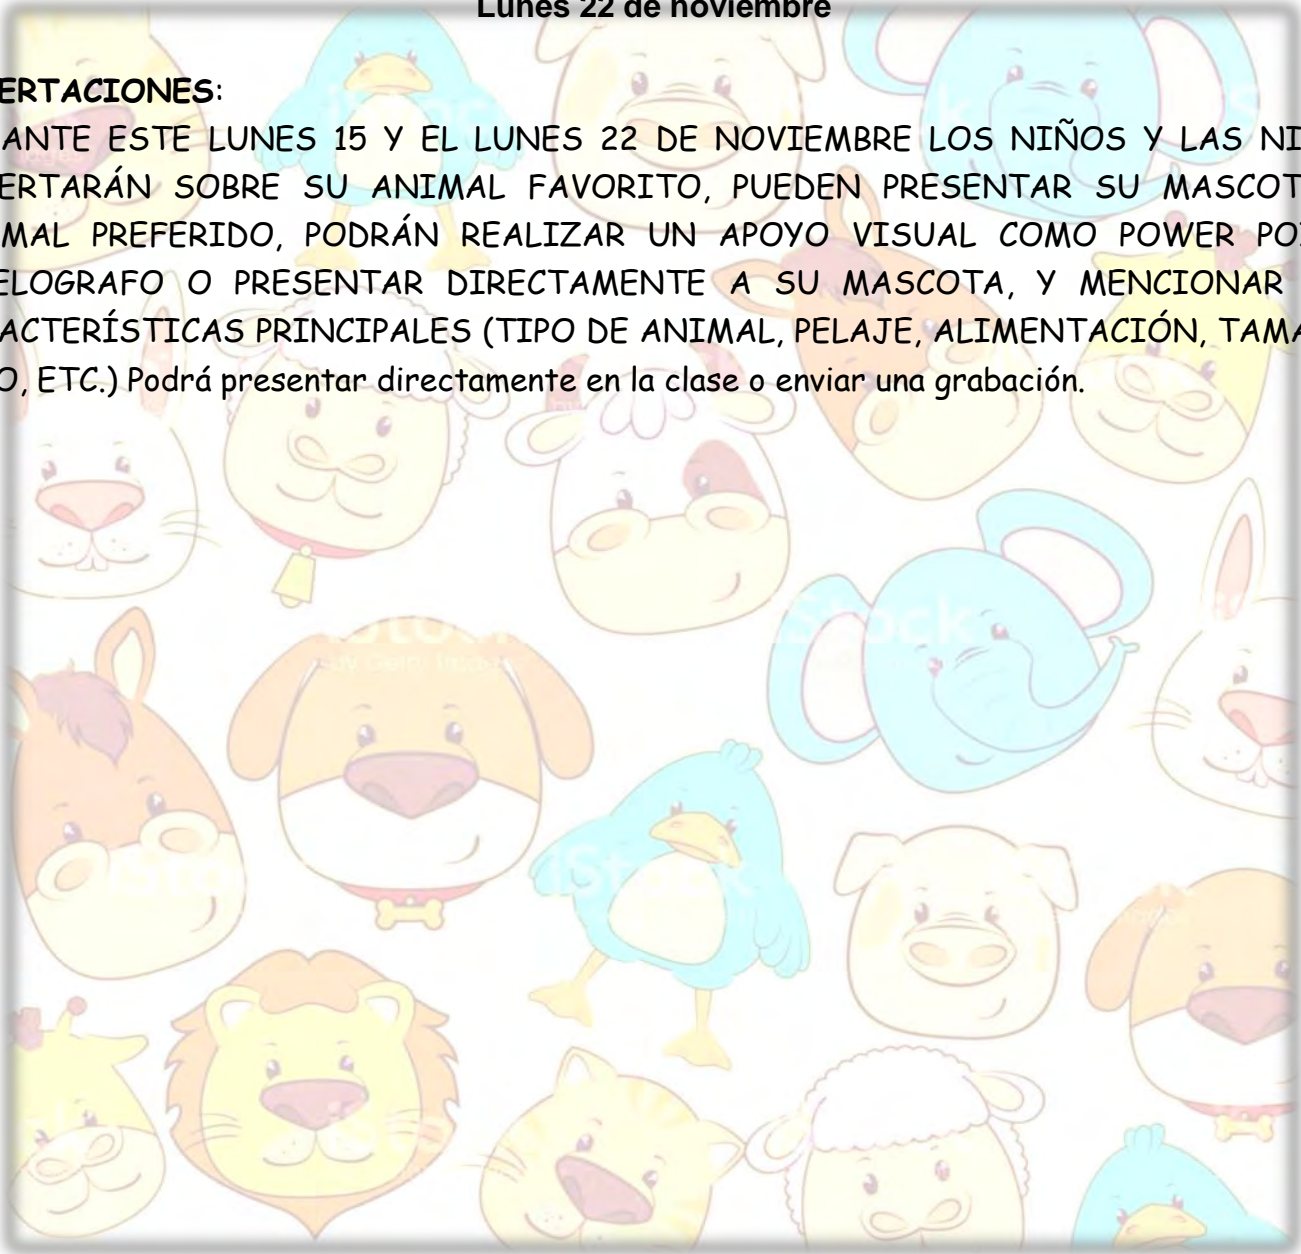 Lunes 22 de noviembre
ERTACIONES:
ANTE ESTE LUNES 15 Y EL LUNES 22 DE NOVIEMBRE LOS NIÑOS Y LAS NI
ERTARÁN SOBRE SU ANIMAL FAVORITO, PUEDEN PRESENTAR SU MASCOT
MAL PREFERIDO, PODRÁN REALIZAR UN APOYO VISUAL COMO POWER PO
ELOGRAFO O PRESENTAR DIRECTAMENTE A SU MASCOTA, Y MENCIONAR
ACTERÍSTICAS PRINCIPALES (TIPO DE ANIMAL, PELAJE, ALIMENTACIÓN, TAMA
O, ETC.) Podrá presentar directamente en la clase o enviar una grabación.
iStock
iStock
iStock